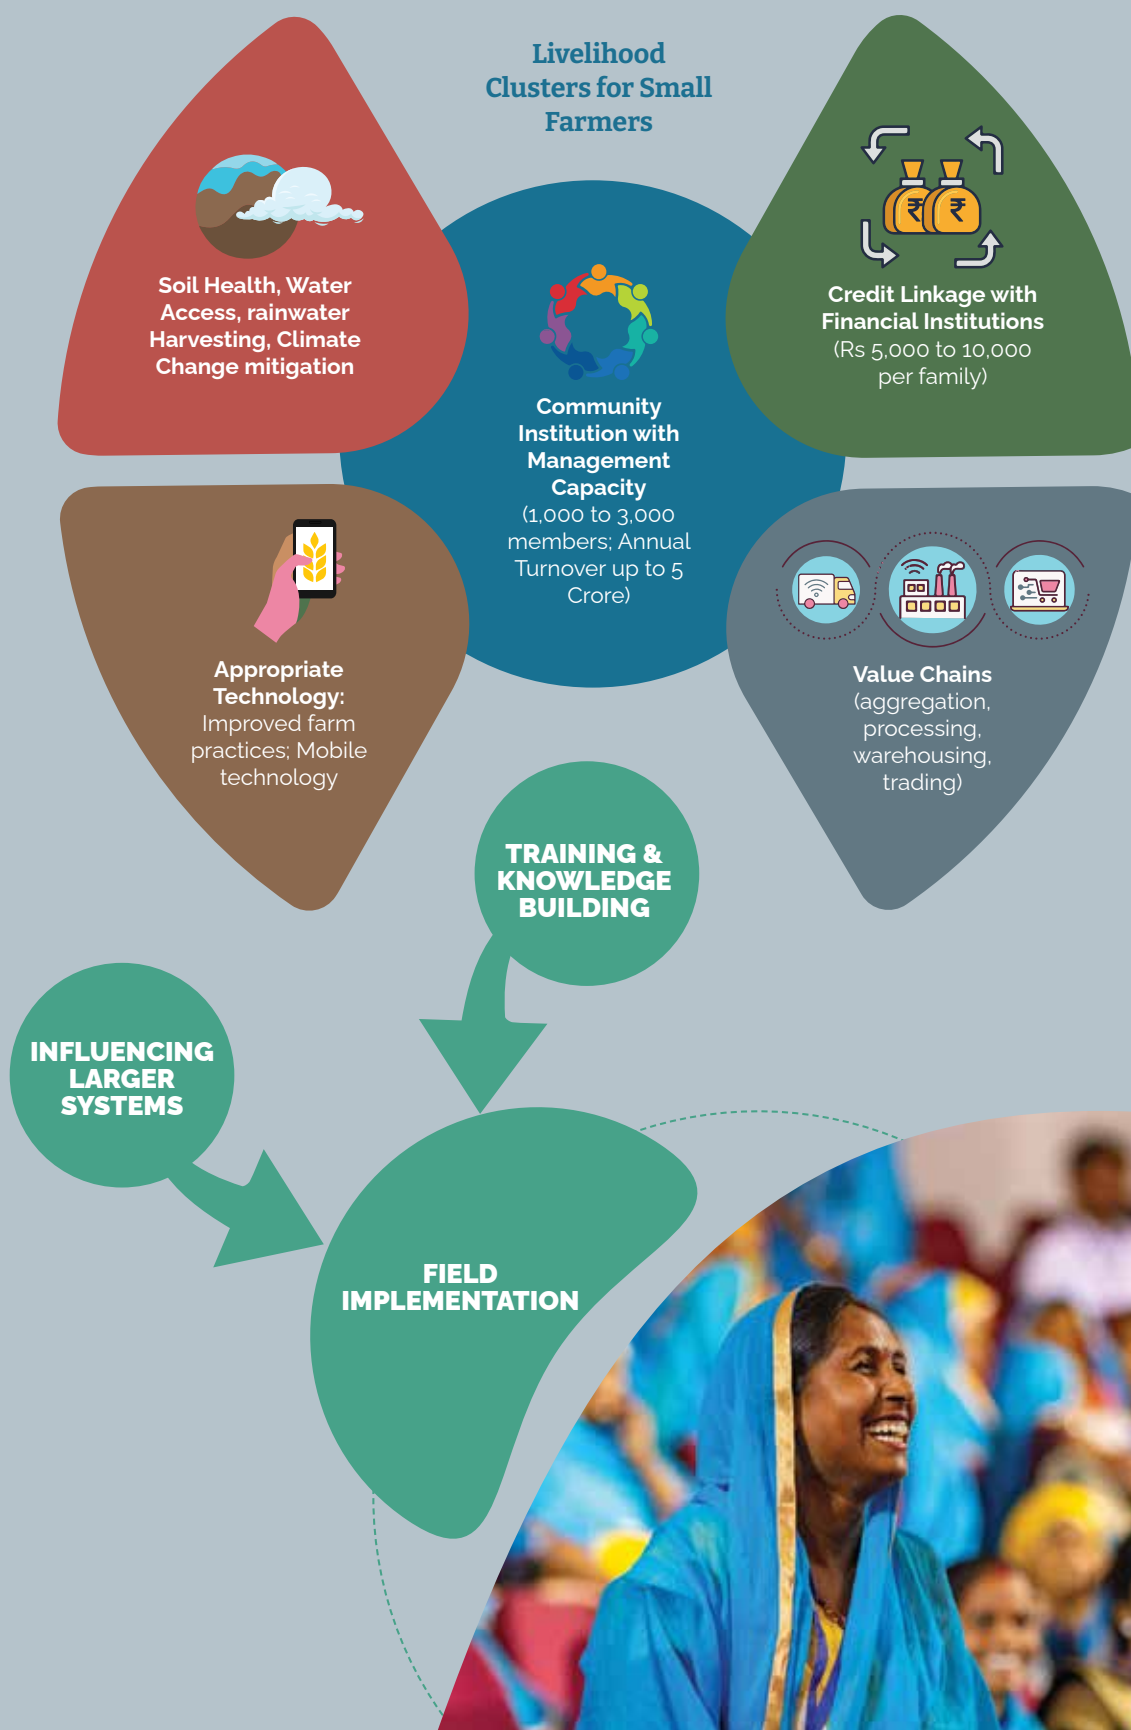 Livelihood
Clusters for Small
Farmers
Soil Health, Water
Access, rainwater
Harvesting, Climate
Change mitigation
Credit Linkage with
Financial Institutions
(Rs 5,000 to 10,000
per family)
Community
Institution with
Management
Capacity
(1,000 to 3,000
members; Annual
Turnover up to 5
Crore)
Appropriate
Technology:
Improved farm
practices; Mobile
technology
Value Chains
(aggregation,
processing,
warehousing,
trading)
TRAINING &
KNOWLEDGE
BUILDING
INFLUENCING
LARGER
SYSTEMS
FIELD
IMPLEMENTATION